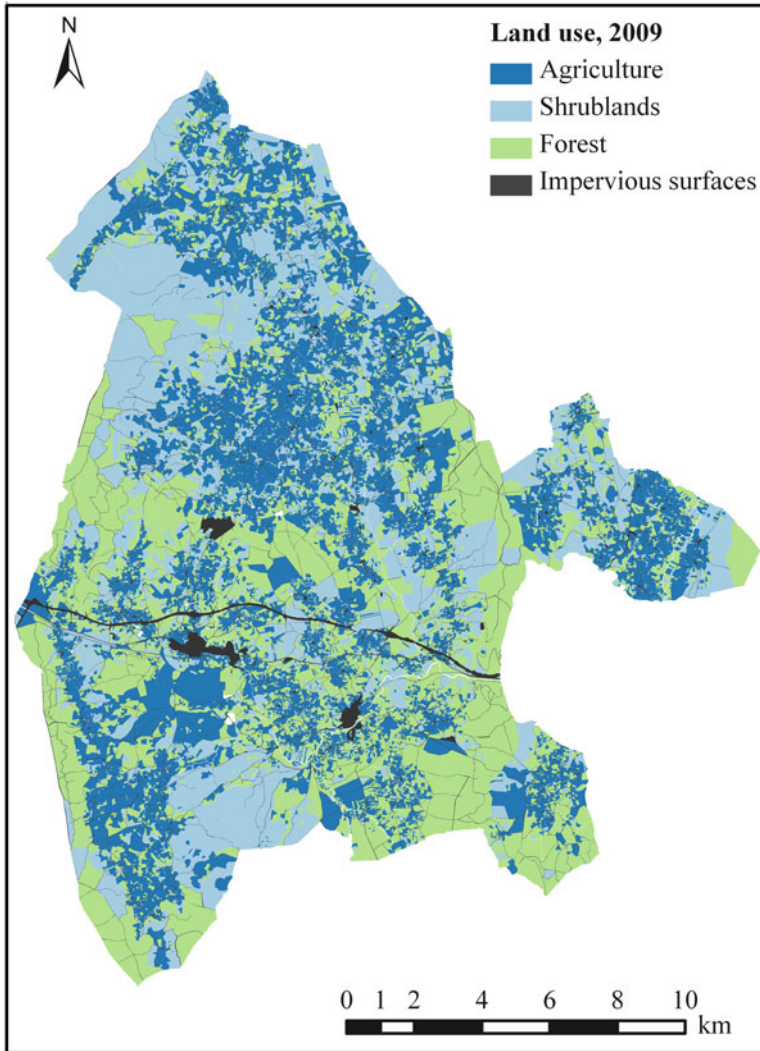 N
Land use, 2009
Agriculture
Shrublands
Forest
Impervious surfaces
0 1 2 4 6 8 10
km